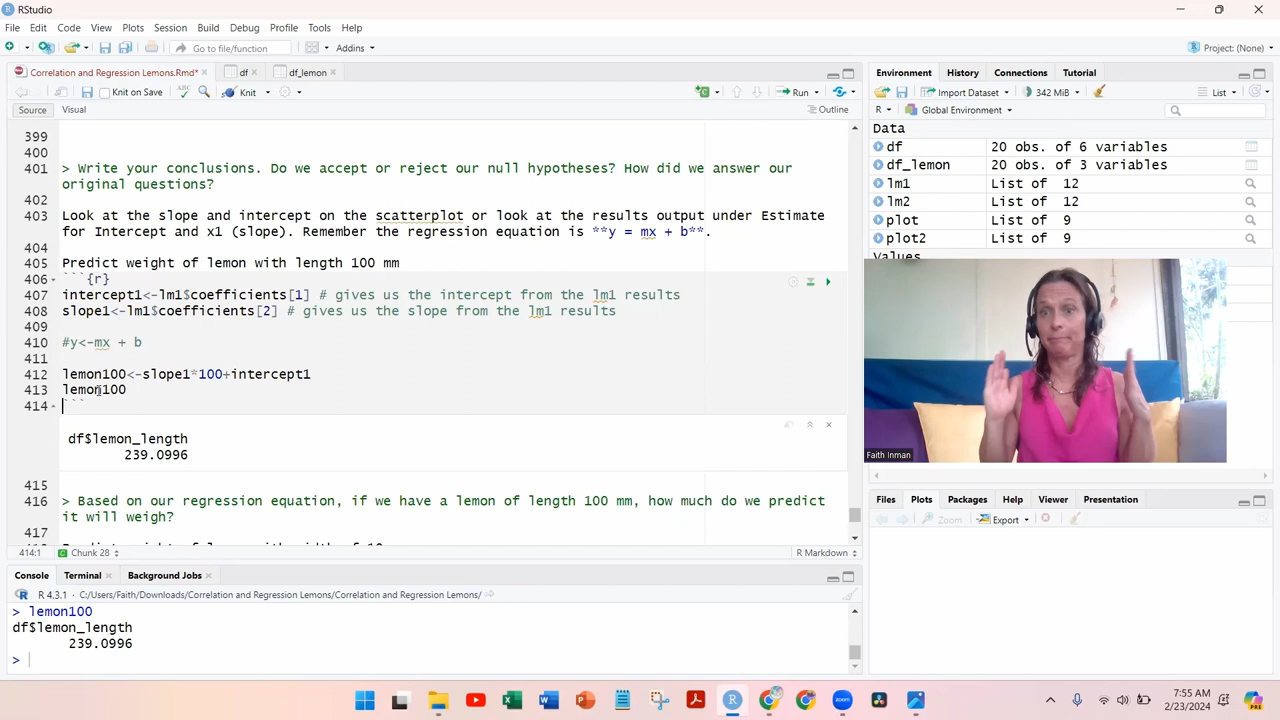 RStudio
File Edit Code View Plots Session Build Debug Profile Tools Help
Go to file/function Addins Project: (None)
Correlation and Regression Lemons.Rmd* df df_lemon
Knit on Save Knit Run
Source Visual Outline
399
400
401 > Write your conclusions. Do we accept or reject our null hypotheses? How did we answer our
original questions?
402
403 Look at the slope and intercept on the scatterplot or look at the results output under Estimate
for Intercept and x1 (slope). Remember the regression equation is **y = mx + b**.
404
405 Predict weight of lemon with length 100 mm
406 ```{r}
407 intercept1<-lm1$coefficients[1] # gives us the intercept from the lm1 results
408 slope1<-lm1$coefficients[2] # gives us the slope from the lm1 results
409
410 #y<-mx + b
411
412 lemon100<-slope1*100+intercept1
413 lemon100
414 ```
df$lemon_length
239.0996
415
416 > Based on our regression equation, if we have a lemon of length 100 mm, how much do we predict
it will weigh?
417
414:1 Chunk 28 R Markdown
Console Terminal Background Jobs
R 4.3.1 · C:/Users/Faith/Downloads/Correlation and Regression Lemons/Correlation and Regression Lemons/
> lemon100
df$lemon_length
239.0996
>
Environment History Connections Tutorial
Import Dataset 342 MiB List
R Global Environment
Data
df 20 obs. of 6 variables
df_lemon 20 obs. of 3 variables
lm1 List of 12
lm2 List of 12
plot List of 9
plot2 List of 9
Values
Faith Inman
Files Plots Packages Help Viewer Presentation
Zoom Export
zoom
7:55 AM
2/23/2024
PRE